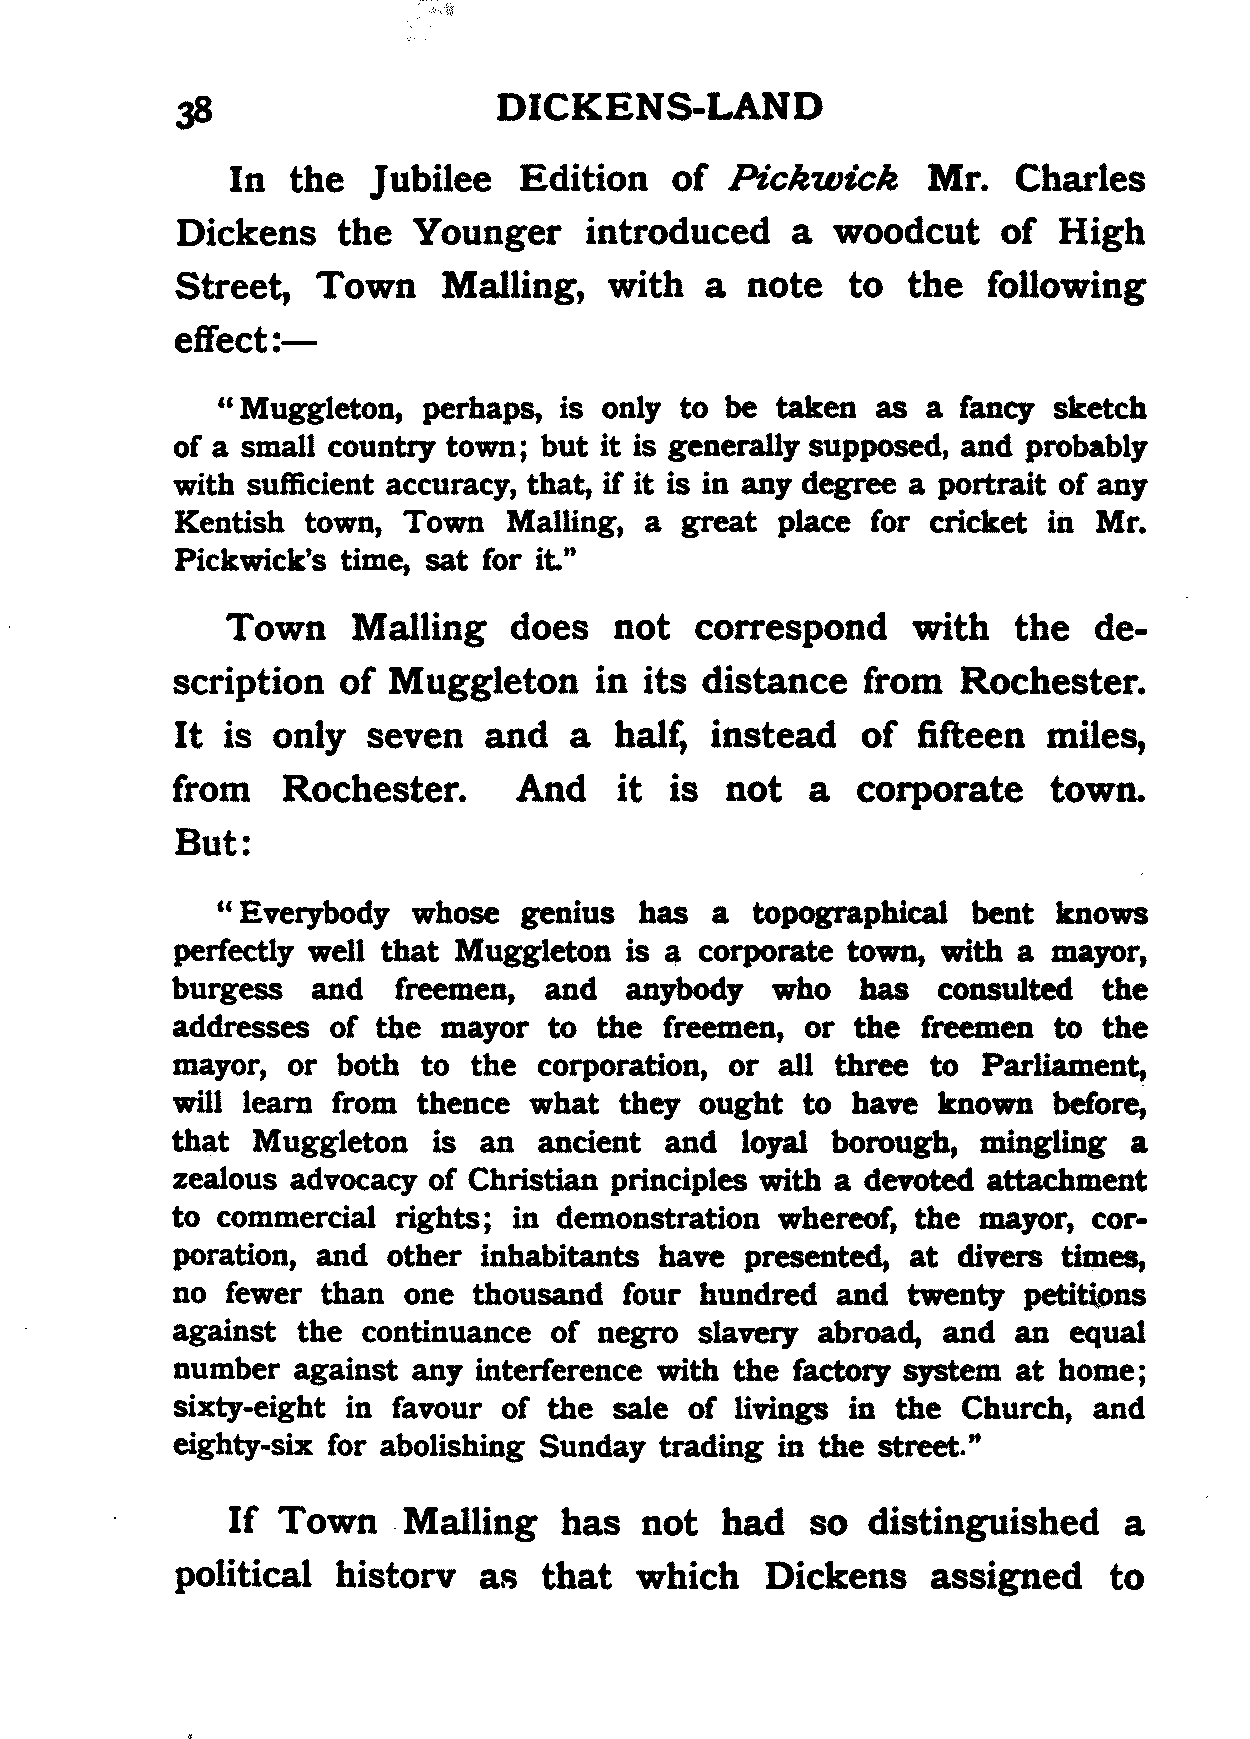 38 DICKENS-LAND
In the Jubilee Edition of Pickwick Mr. Charles
Dickens the Younger introduced a woodcut of High
Street, Town Malling, with a note to the following
effect:—
"Muggleton, perhaps, is only to be taken as a fancy sketch
of a small country town; but it is generally supposed, and probably
with sufficient accuracy, that, if it is in any degree a portrait of any
Kentish town, Town Malling, a great place for cricket in Mr.
Pickwick's time, sat for it."
Town Malling does not correspond with the de-
scription of Muggleton in its distance from Rochester.
It is only seven and a half, instead of fifteen miles,
from Rochester. And it is not a corporate town.
But:
"Everybody whose genius has a topographical bent knows
perfectly well that Muggleton is a corporate town, with a mayor,
burgess and freemen, and anybody who has consulted the
addresses of the mayor to the freemen, or the freemen to the
mayor, or both to the corporation, or all three to Parliament,
will learn from thence what they ought to have known before,
that Muggleton is an ancient and loyal borough, mingling a
zealous advocacy of Christian principles with a devoted attachment
to commercial rights; in demonstration whereof, the mayor, cor-
poration, and other inhabitants have presented, at divers times,
no fewer than one thousand four hundred and twenty petitions
against the continuance of negro slavery abroad, and an equal
number against any interference with the factory system at home;
sixty-eight in favour of the sale of livings in the Church, and
eighty-six for abolishing Sunday trading in the street."
If Town Malling has not had so distinguished a
political history as that which Dickens assigned to